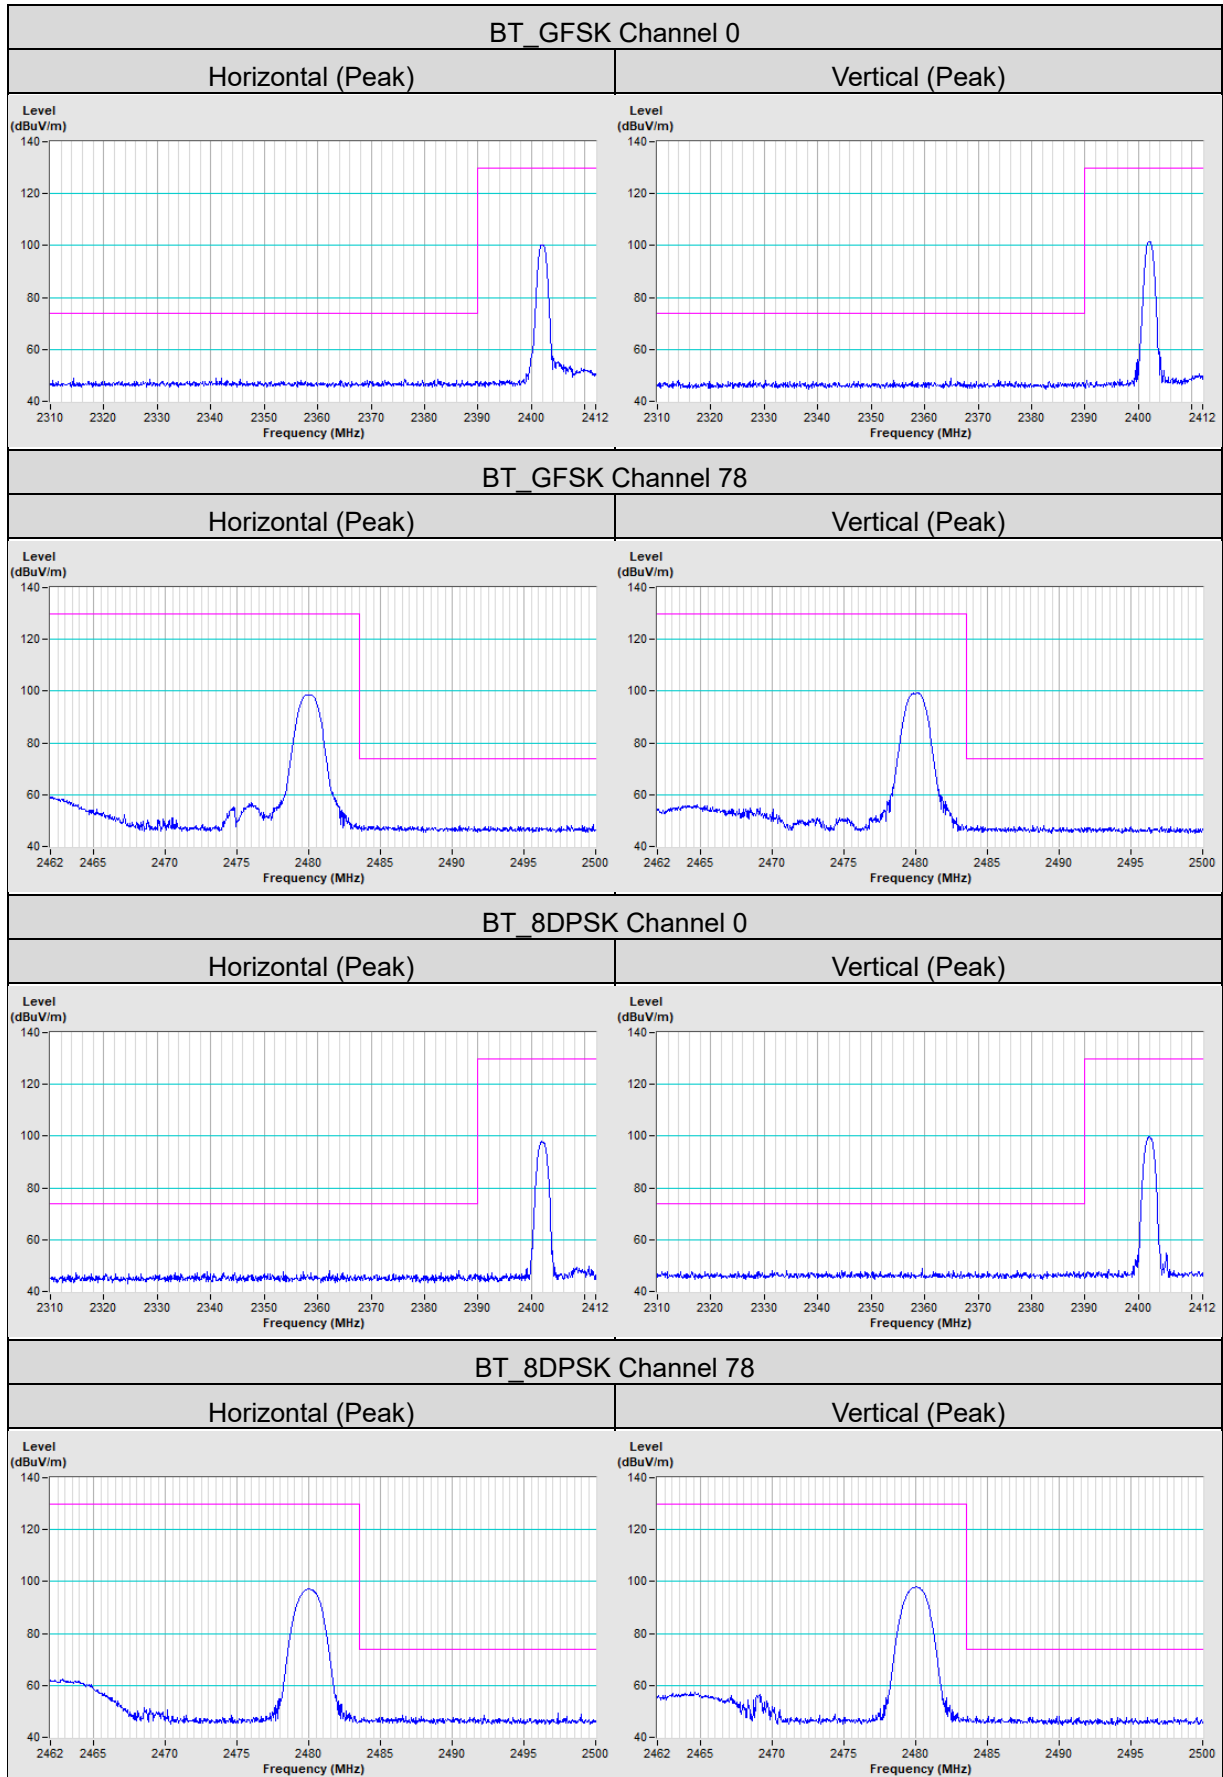 BT_GFSK Channel 0
Horizontal (Peak) Vertical (Peak)
Level
(dBuV/m)
140
120
100
80
60
40
2310 2320 2330 2340 2350 2360 2370 2380 2390 2400 2412
Frequency (MHz)
Level
(dBuV/m)
140
120
100
80
60
40
2310 2320 2330 2340 2350 2360 2370 2380 2390 2400 2412
Frequency (MHz)
BT_GFSK Channel 78
Horizontal (Peak) Vertical (Peak)
Level
(dBuV/m)
140
120
100
80
60
40
2462 2465 2470 2475 2480 2485 2490 2495 2500
Frequency (MHz)
Level
(dBuV/m)
140
120
100
80
60
40
2462 2465 2470 2475 2480 2485 2490 2495 2500
Frequency (MHz)
BT_8DPSK Channel 0
Horizontal (Peak) Vertical (Peak)
Level
(dBuV/m)
140
120
100
80
60
40
2310 2320 2330 2340 2350 2360 2370 2380 2390 2400 2412
Frequency (MHz)
Level
(dBuV/m)
140
120
100
80
60
40
2310 2320 2330 2340 2350 2360 2370 2380 2390 2400 2412
Frequency (MHz)
BT_8DPSK Channel 78
Horizontal (Peak) Vertical (Peak)
Level
(dBuV/m)
140
120
100
80
60
40
2462 2465 2470 2475 2480 2485 2490 2495 2500
Frequency (MHz)
Level
(dBuV/m)
140
120
100
80
60
40
2462 2465 2470 2475 2480 2485 2490 2495 2500
Frequency (MHz)